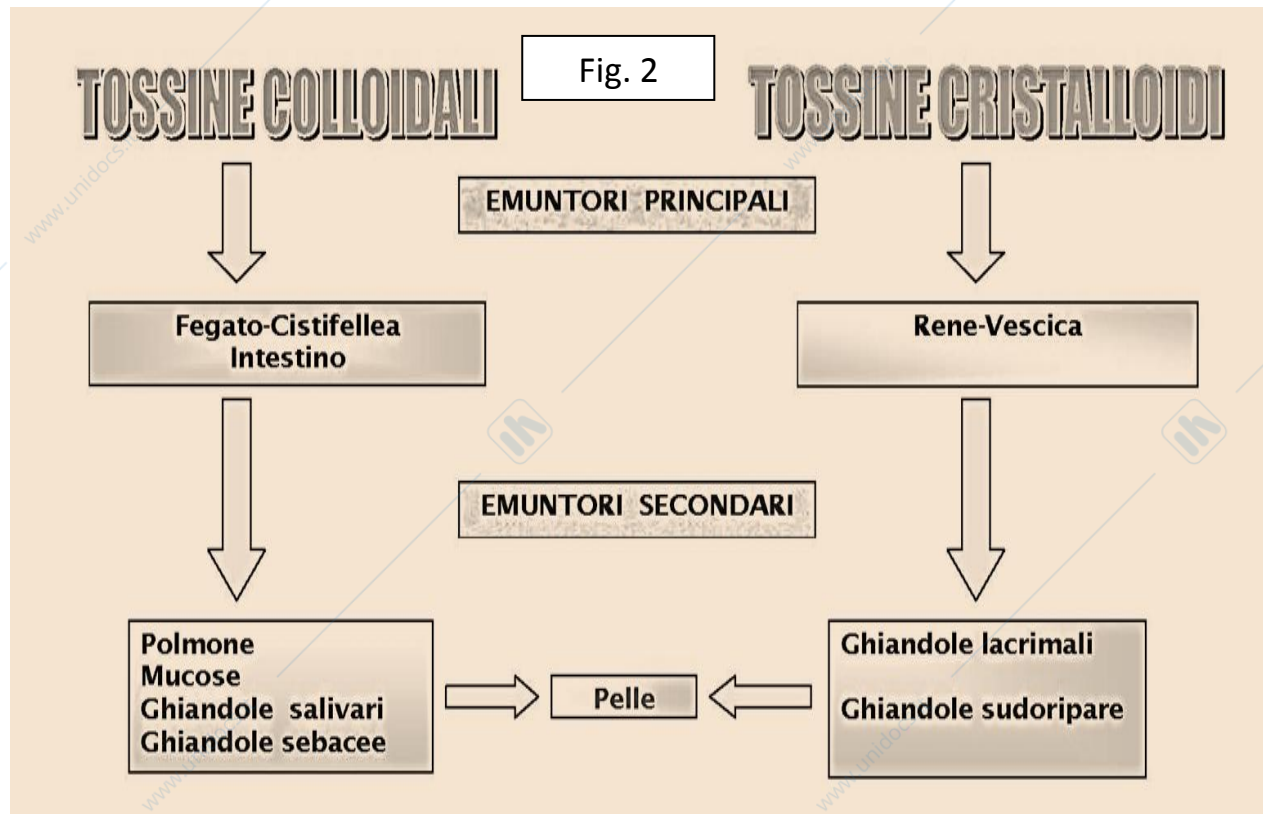 Fig. 2
TOSSINE COLLOIDALI
TOSSINE CRISTALLOIDI
EMUNTORI PRINCIPALI
Fegato-Cistifellea
Intestino
Rene-Vescica
EMUNTORI SECONDARI
Polmone
Mucose
Ghiandole salivari
Ghiandole sebacee
Pelle
Ghiandole lacrimali
Ghiandole sudoripare